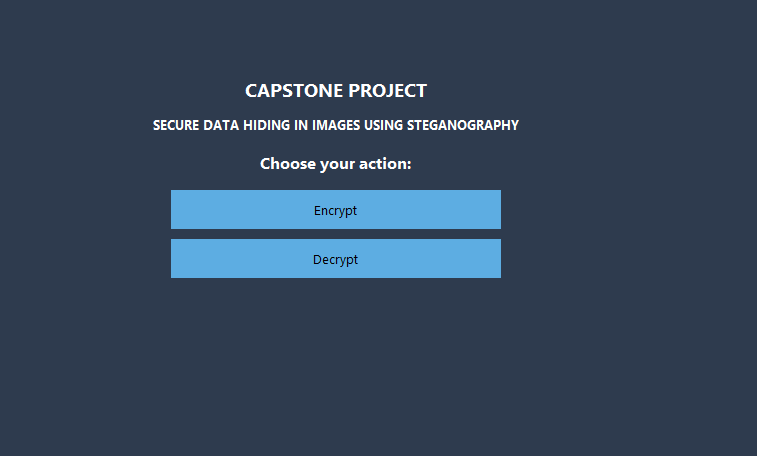 CAPSTONE PROJECT
SECURE DATA HIDING IN IMAGES USING STEGANOGRAPHY
Choose your action:
Encrypt
Decrypt